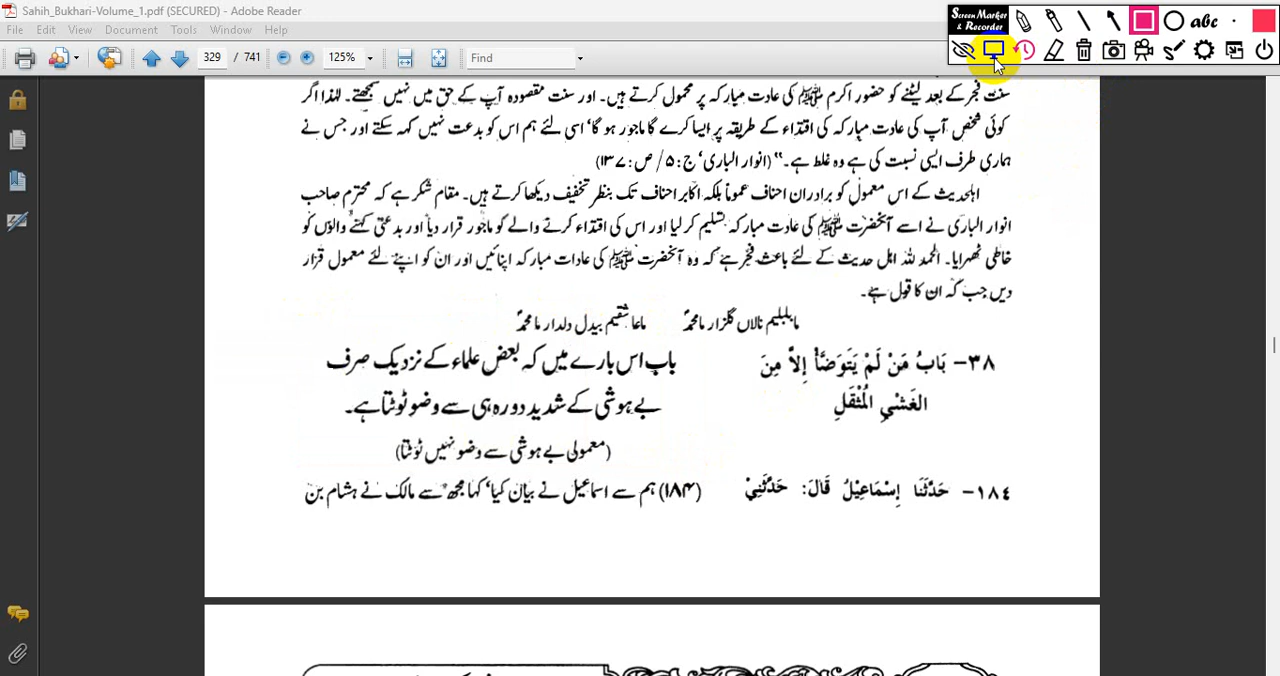 Sahih_Bukhari-Volume_1.pdf (SECURED) - Adobe Reader
File Edit View Document Tools Window Help
329 / 741 125% Find
Screen Marker & Recorder
abc
سنت فجر کے بعد لیٹنے کو حضور اکرم ﷺ کی عادت مبارکہ پر محمول کرتے ہیں۔ اور سنت مقصودہ آپ کے حق میں نہیں سمجھتے۔ لہٰذا اگر
کوئی شخص آپ کی عادت مبارکہ کی اقتداء کے طریقہ پر ایسا کرے گا ماجور ہو گا‘ اسی لئے ہم اس کو بدعت نہیں کہہ سکتے اور جس نے
ہماری طرف ایسی نسبت کی ہے وہ غلط ہے۔" (انوار الباری‘ ج:۵/ ص:۱۳۷)
اہلحدیث کے اس معمول کو برادران احناف عموماً بلکہ اکابر احناف تک بنظر تخفیف دیکھا کرتے ہیں۔ مقام شکر ہے کہ محترم صاحب
انوار الباری نے اسے آنحضرت ﷺ کی عادت مبارکہ تسلیم کر لیا اور اس کی اقتداء کرنے والے کو ماجور قرار دیا اور بدعتی کہنے والوں کو
خاطی ٹھہرایا۔ الحمد للہ اہل حدیث کے لئے باعث فخر ہے کہ وہ آنحضرت ﷺ کی عادات مبارکہ اپنائیں اور ان کو اپنے لئے معمول قرار
دیں جب کہ ان کا قول ہے۔
ما بلبلیم نالاں گلزار ما محمدؐ ما عاشقیم بیدل دلدار ما محمدؐ
۳۸- بَابُ مَنْ لَمْ يَتَوَضَّأْ إِلاَّ مِنَ
الغَشْيِ المُثْقَلِ
باب اس بارے میں کہ بعض علماء کے نزدیک صرف
بے ہوشی کے شدید دورہ ہی سے وضو ٹوٹتا ہے۔
(معمولی بے ہوشی سے وضو نہیں ٹوٹتا)
١٨٤- حَدَّثَنَا إِسْمَاعِيْلُ قَالَ: حَدَّثَنِيْ
(۱۸۴) ہم سے اسماعیل نے بیان کیا‘ کہا مجھ سے مالک نے ہشام بن